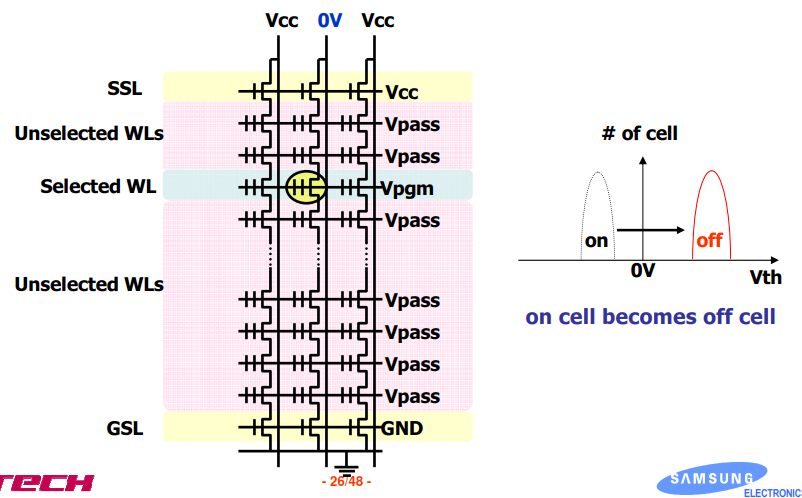 Vcc 0V Vcc
SSL
Vcc
Unselected WLs
Vpass
Vpass
Selected WL
Vpgm
Vpass
Unselected WLs
Vpass
Vpass
Vpass
Vpass
GSL
GND
# of cell
on
off
0V
Vth
on cell becomes off cell
TECH
- 26/48 -
SAMSUNG
ELECTRONIC